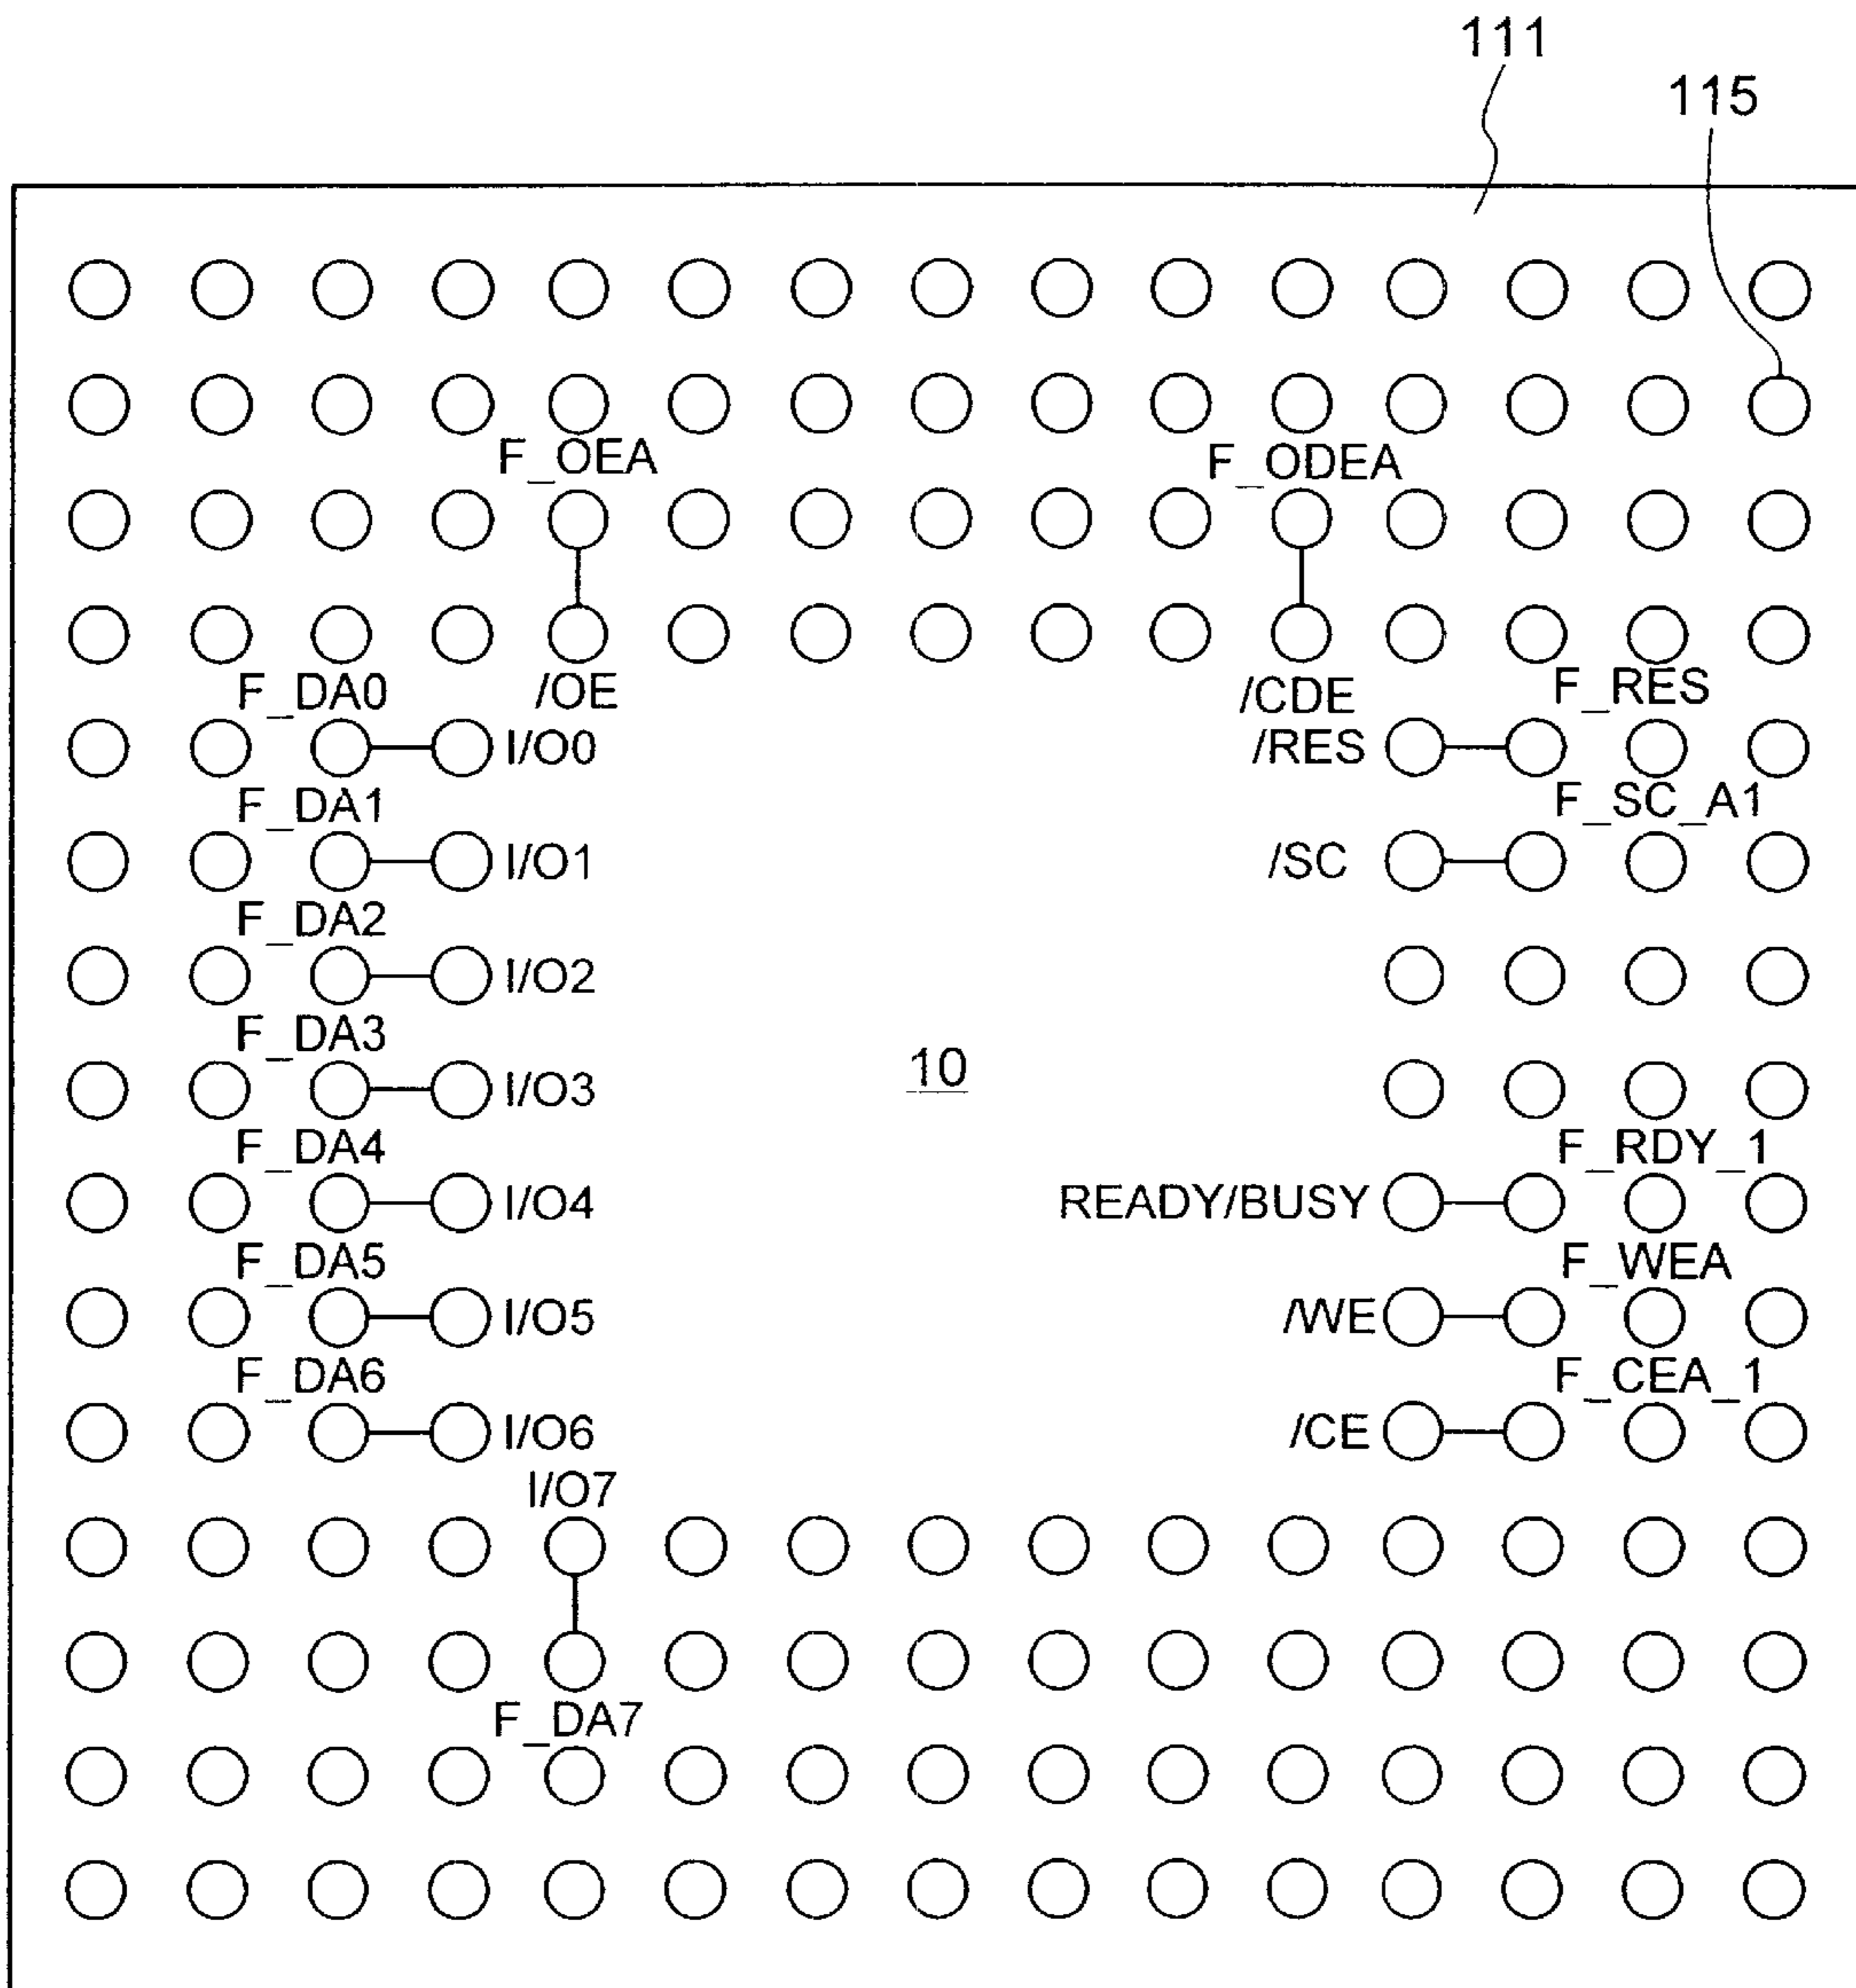 111
115
F_OEA F_ODEA
F_DA0 /OE /CDE F_RES
I/O0 /RES
F_DA1 F_SC_A1
I/O1 /SC
F_DA2
I/O2
F_DA3
I/O3
10
F_DA4 F_RDY_1
I/O4 READY/BUSY
F_DA5 F_WEA
I/O5 /WE
F_DA6 F_CEA_1
I/O6 /CE
I/O7
F_DA7